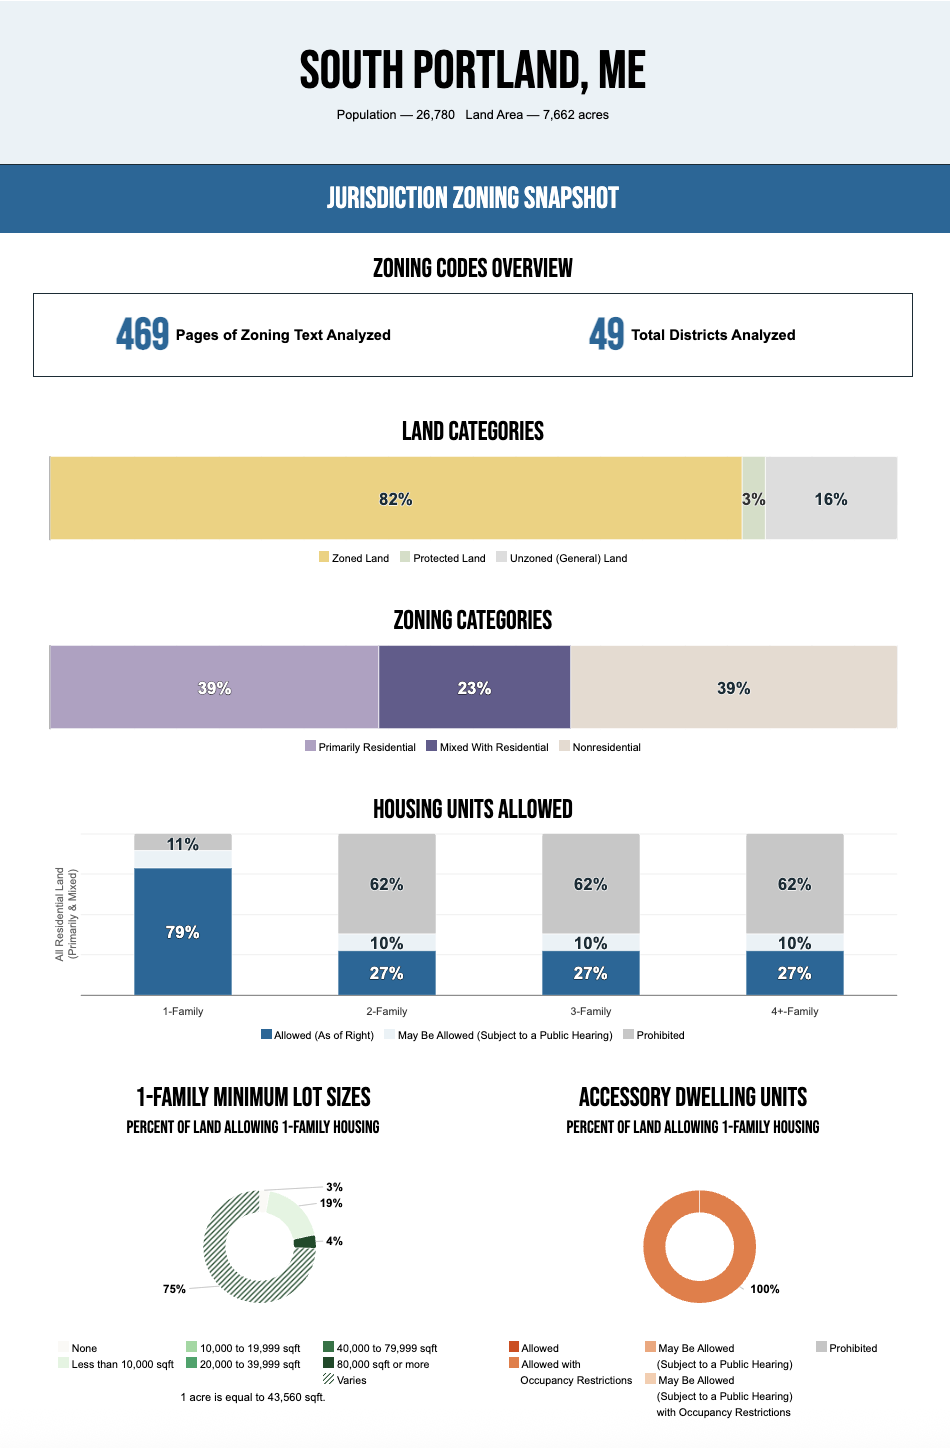 SOUTH PORTLAND, ME
Population — 26,780 Land Area — 7,662 acres
JURISDICTION ZONING SNAPSHOT
ZONING CODES OVERVIEW
469 Pages of Zoning Text Analyzed
49 Total Districts Analyzed
LAND CATEGORIES
82% 3% 16%
Zoned Land Protected Land Unzoned (General) Land
ZONING CATEGORIES
39% 23% 39%
Primarily Residential Mixed With Residential Nonresidential
HOUSING UNITS ALLOWED
All Residential Land
(Primarily & Mixed)
11%
79%
62%
10%
27%
62%
10%
27%
62%
10%
27%
1-Family 2-Family 3-Family 4+-Family
Allowed (As of Right) May Be Allowed (Subject to a Public Hearing) Prohibited
1-FAMILY MINIMUM LOT SIZES
PERCENT OF LAND ALLOWING 1-FAMILY HOUSING
3%
19%
4%
75%
None
Less than 10,000 sqft
10,000 to 19,999 sqft
20,000 to 39,999 sqft
40,000 to 79,999 sqft
80,000 sqft or more
Varies
1 acre is equal to 43,560 sqft.
ACCESSORY DWELLING UNITS
PERCENT OF LAND ALLOWING 1-FAMILY HOUSING
100%
Allowed
Allowed with
Occupancy Restrictions
May Be Allowed
(Subject to a Public Hearing)
May Be Allowed
(Subject to a Public Hearing)
with Occupancy Restrictions
Prohibited